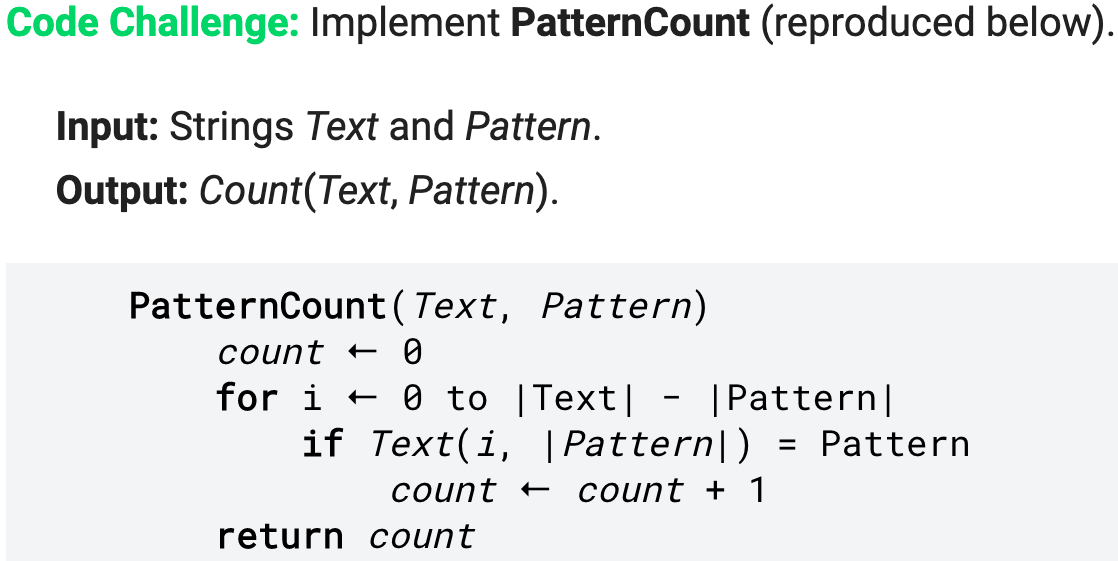 Code Challenge: Implement PatternCount (reproduced below).
Input: Strings Text and Pattern.
Output: Count(Text, Pattern).
PatternCount(Text, Pattern)
count ← 0
for i ← 0 to |Text| - |Pattern|
if Text(i, |Pattern|) = Pattern
count ← count + 1
return count